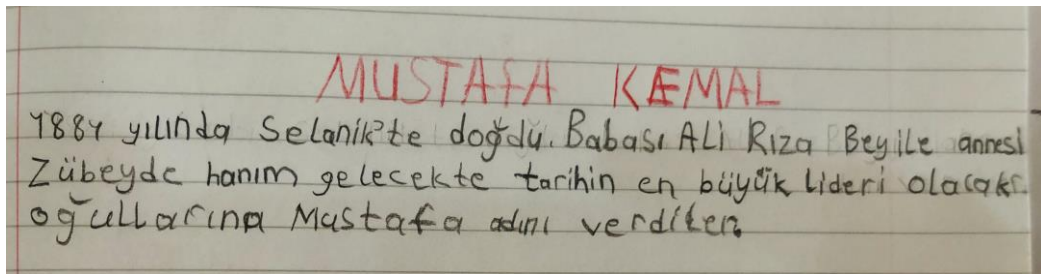 MUSTAFA KEMAL
1881 yılında Selanik'te doğdu. Babası Ali Rıza Bey ile annesi
Zübeyde hanım gelecekte tarihin en büyük lideri olacak
oğullarına Mustafa adını verdiler.